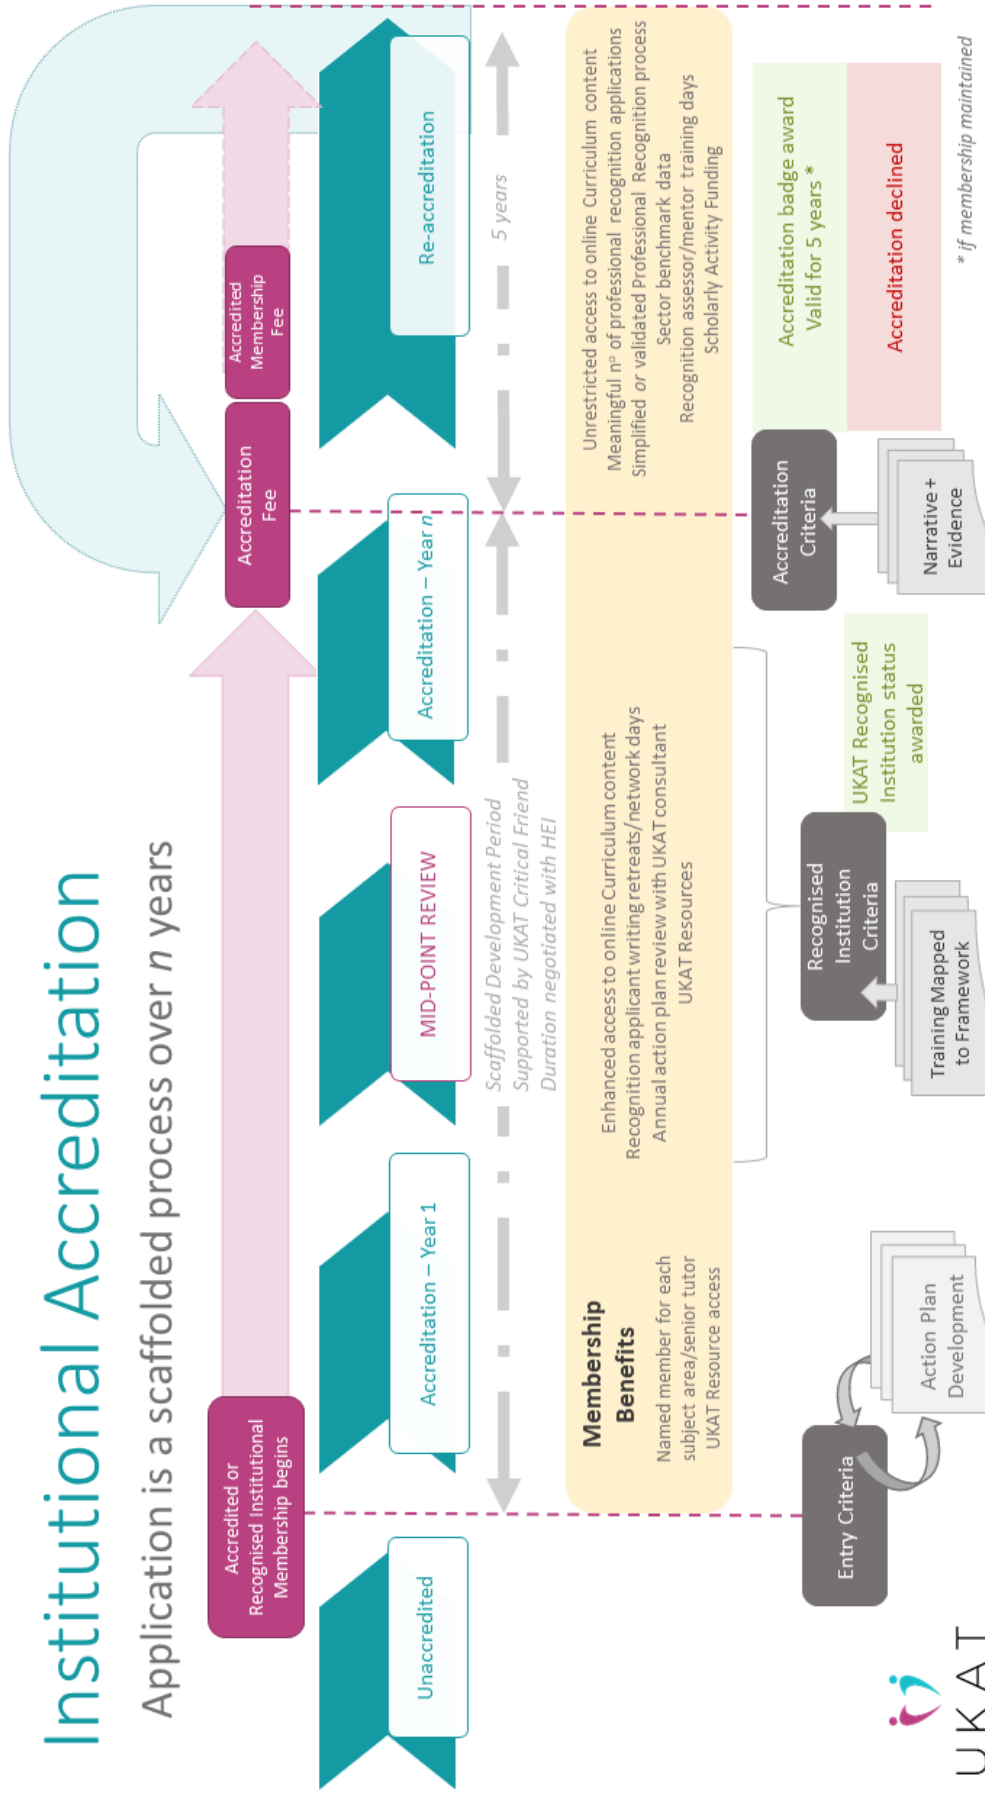 Institutional Accreditation
Application is a scaffolded process over n years
Accredited or
Recognised Institutional
Membership begins
Accreditation
Fee
Accredited
Membership
Fee
Unaccredited
Accreditation – Year 1
MID-POINT REVIEW
Accreditation – Year n
Re-accreditation
Scaffolded Development Period
Supported by UKAT Critical Friend
Duration negotiated with HEI
5 years
Membership
Benefits
Named member for each
subject area/senior tutor
UKAT Resource access
Enhanced access to online Curriculum content
Recognition applicant writing retreats/network days
Annual action plan review with UKAT consultant
UKAT Resources
Unrestricted access to online Curriculum content
Meaningful nº of professional recognition applications
Simplified or validated Professional Recognition process
Sector benchmark data
Recognition assessor/mentor training days
Scholarly Activity Funding
Entry Criteria
Action Plan
Development
Recognised
Institution
Criteria
Training Mapped
to Framework
UKAT Recognised
Institution status
awarded
Accreditation
Criteria
Narrative +
Evidence
Accreditation badge award
Valid for 5 years *
Accreditation declined
* if membership maintained
UKAT